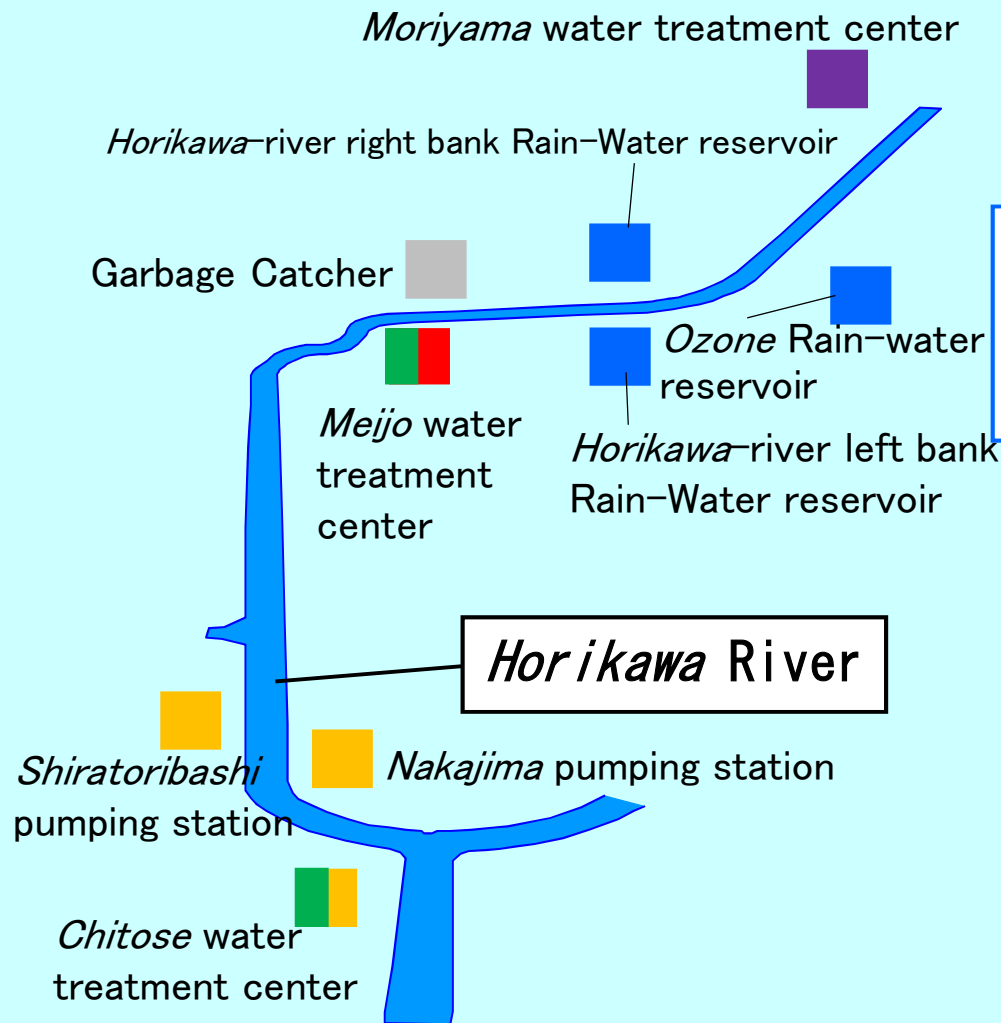 Moriyama water treatment center
Horikawa-river right bank Rain-Water reservoir
Garbage Catcher
Ozone Rain-water
reservoir
Meijo water
treatment
center
Horikawa-river left bank
Rain-Water reservoir
Horikawa River
Shiratoribashi
pumping station
Nakajima pumping station
Chitose water
treatment center